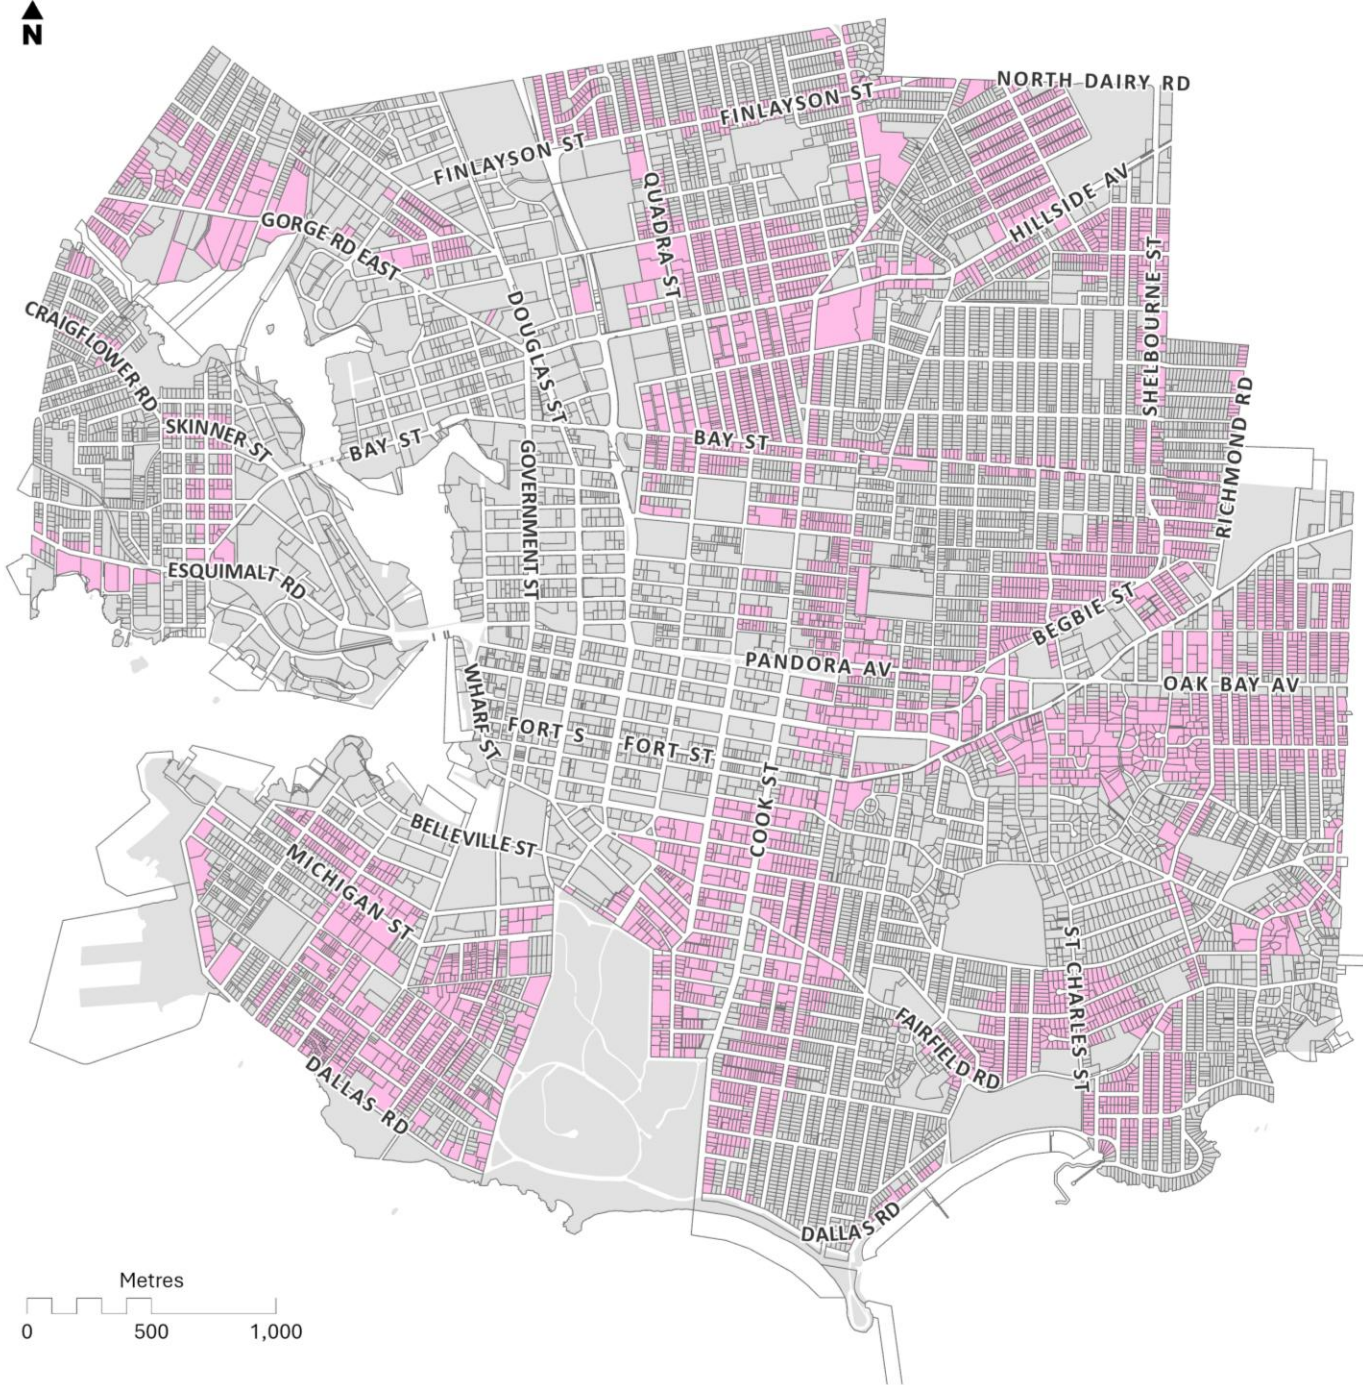 N
NORTH DAIRY RD
FINLAYSON ST
FINLAYSON ST
QUADRA ST
HILLSIDE AV
GORGE RD EAST
SHELBOURNE ST
CRAIGFLOWER RD
DOUGLAS ST
RICHMOND RD
SKINNER ST
BAY ST
BAY ST
GOVERNMENT ST
ESQUIMALT RD
BEGBIE ST
PANDORA AV
OAK BAY AV
WHARF ST
FORT S
FORT ST
COOK ST
BELLEVILLE ST
MICHIGAN ST
ST CHARLES ST
FAIRFIELD RD
DALLAS RD
DALLAS RD
Metres
0 500 1,000